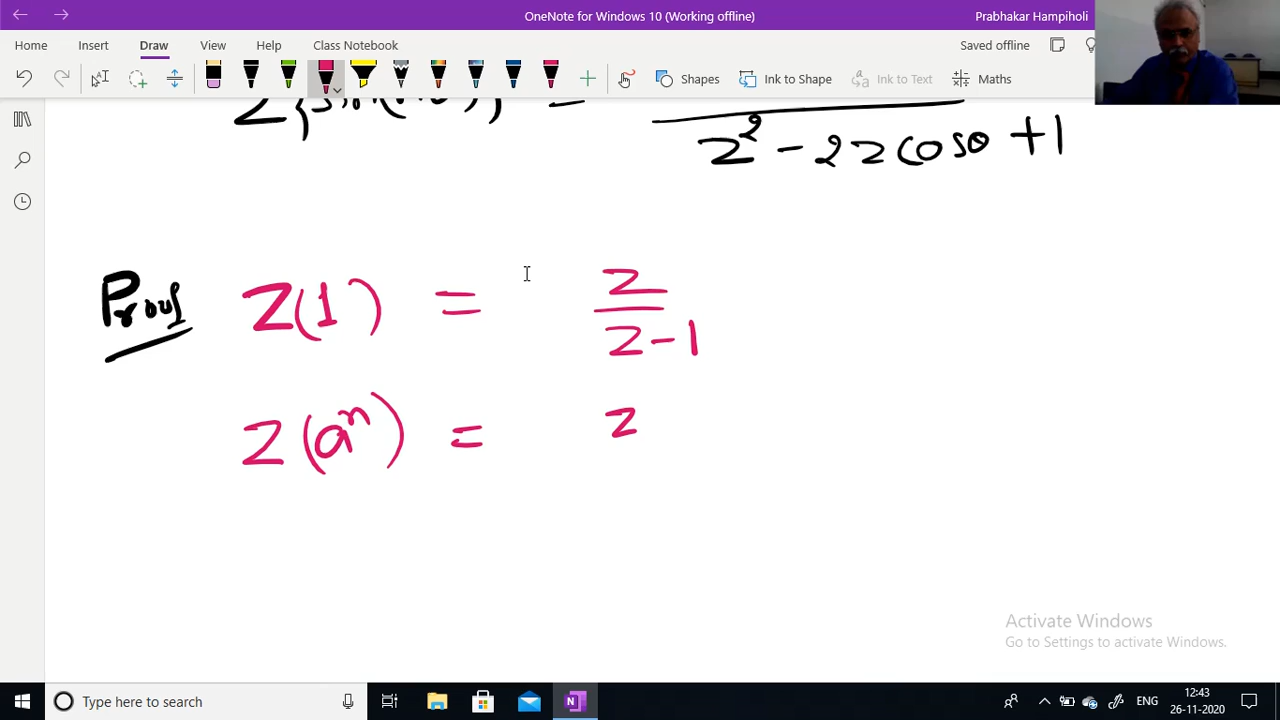 OneNote for Windows 10 (Working offline)
Prabhakar Hampiholi
Home Insert Draw View Help Class Notebook
Saved offline
Shapes Ink to Shape Ink to Text Maths
=
z² - 2z cosθ + 1
Proof Z(1) = z / z - 1
Z(aⁿ) = z
Activate Windows
Go to Settings to activate Windows.
Type here to search
ENG
12:43
26-11-2020